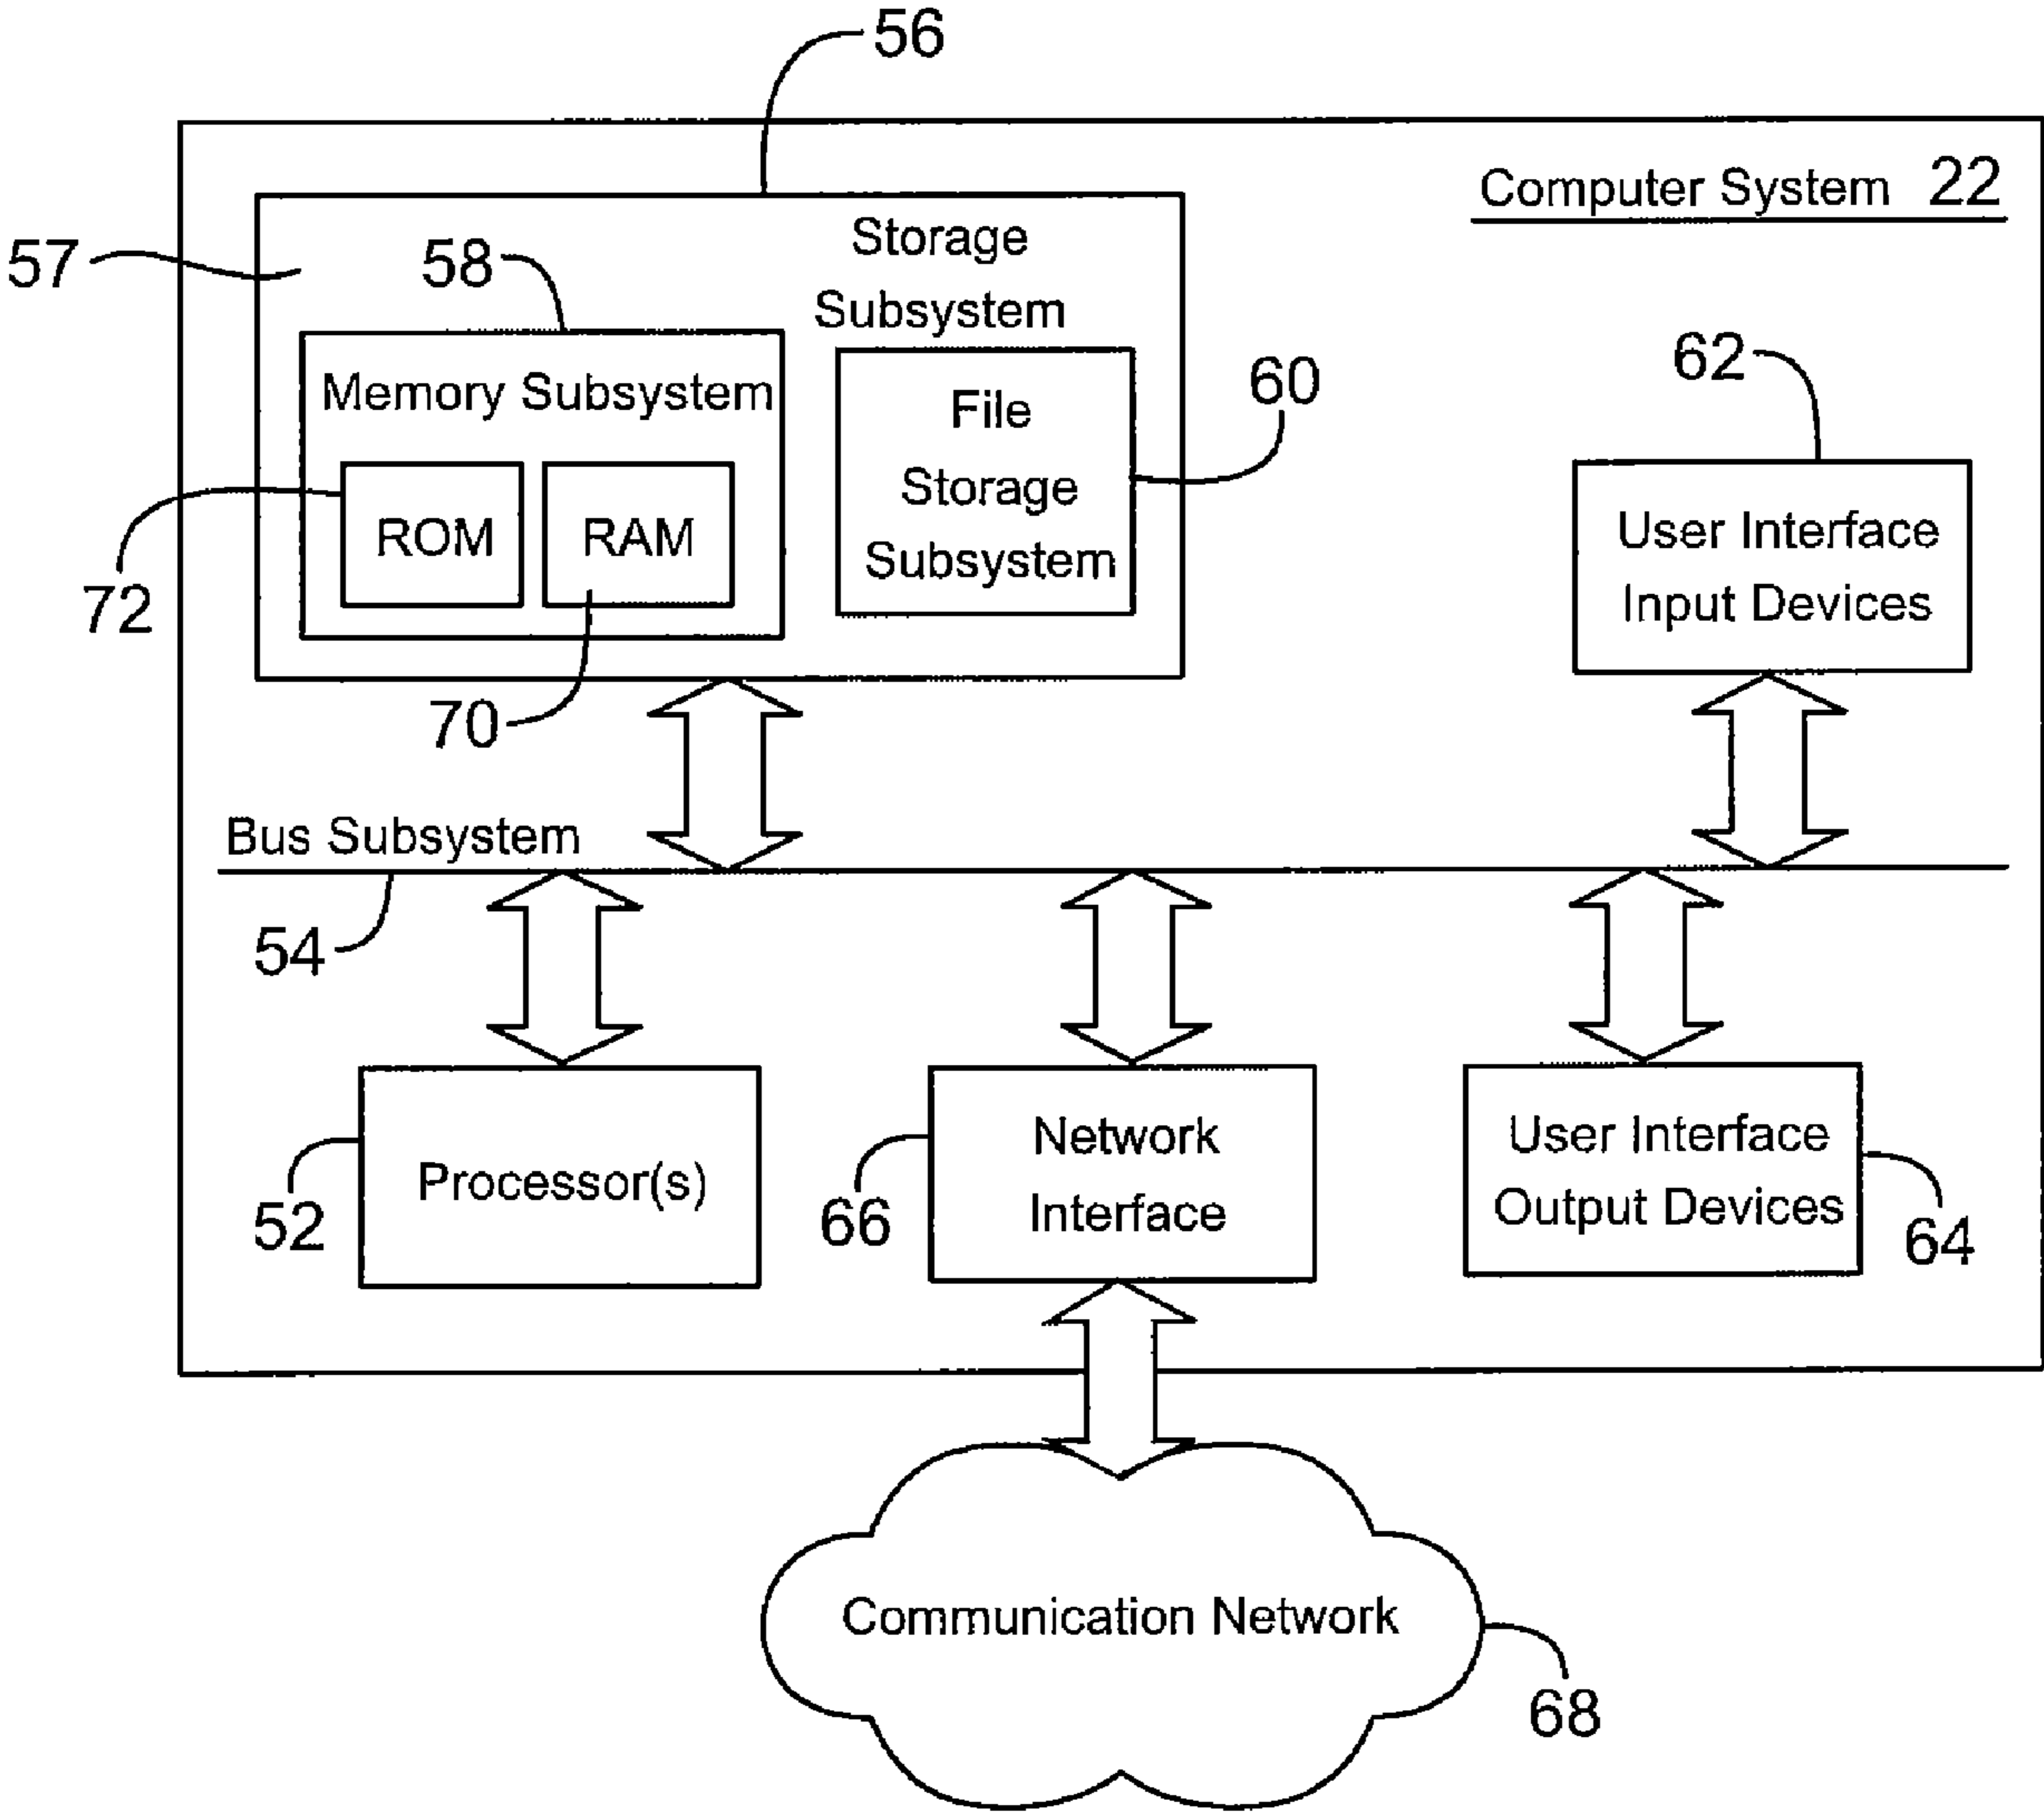 56
Computer System 22
57
58
Storage
Subsystem
Memory Subsystem
60
62
File
Storage
Subsystem
ROM
RAM
72
User Interface
Input Devices
70
Bus Subsystem
54
Processor(s)
52
Network
Interface
66
User Interface
Output Devices
64
Communication Network
68